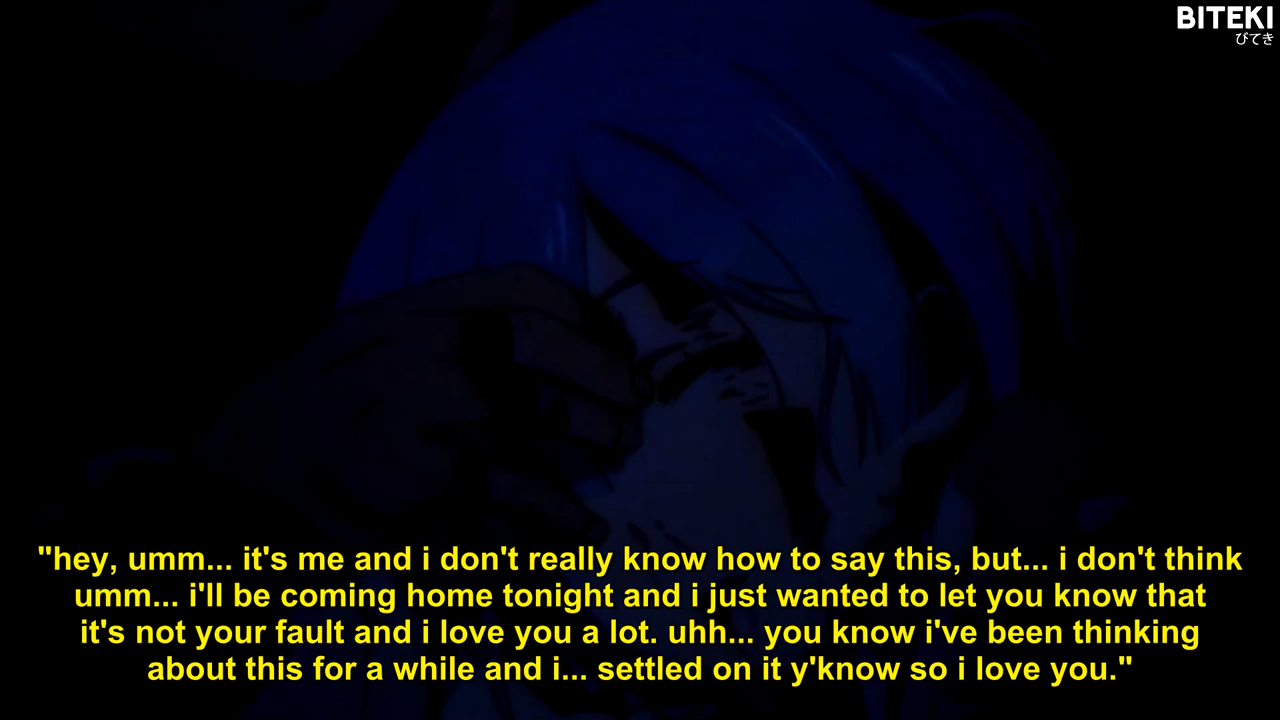 BITEKI
びてき
"hey, umm... it's me and i don't really know how to say this, but... i don't think
umm... i'll be coming home tonight and i just wanted to let you know that
it's not your fault and i love you a lot. uhh... you know i've been thinking
about this for a while and i... settled on it y'know so i love you."